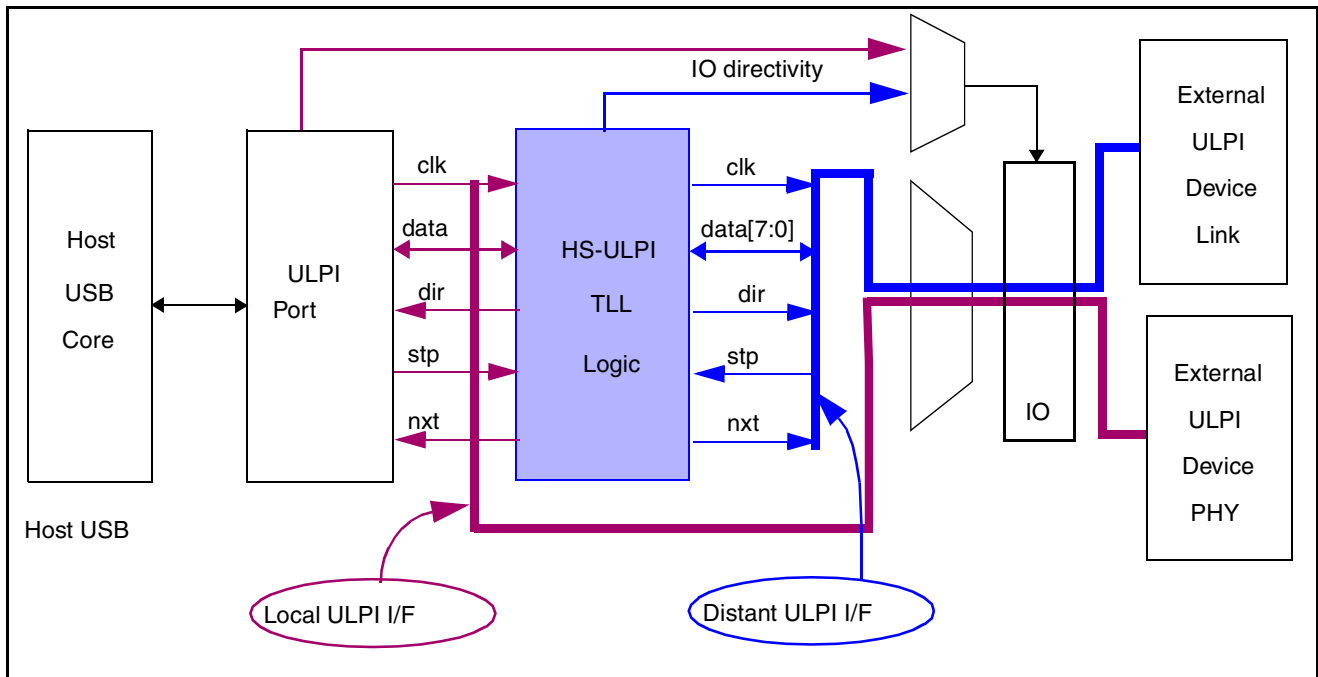 IO directivity
External
ULPI
Device
Link
Host
USB
Core
ULPI
Port
clk
data
dir
stp
nxt
HS-ULPI
TLL
Logic
clk
data[7:0]
dir
stp
nxt
IO
External
ULPI
Device
PHY
Host USB
Local ULPI I/F
Distant ULPI I/F